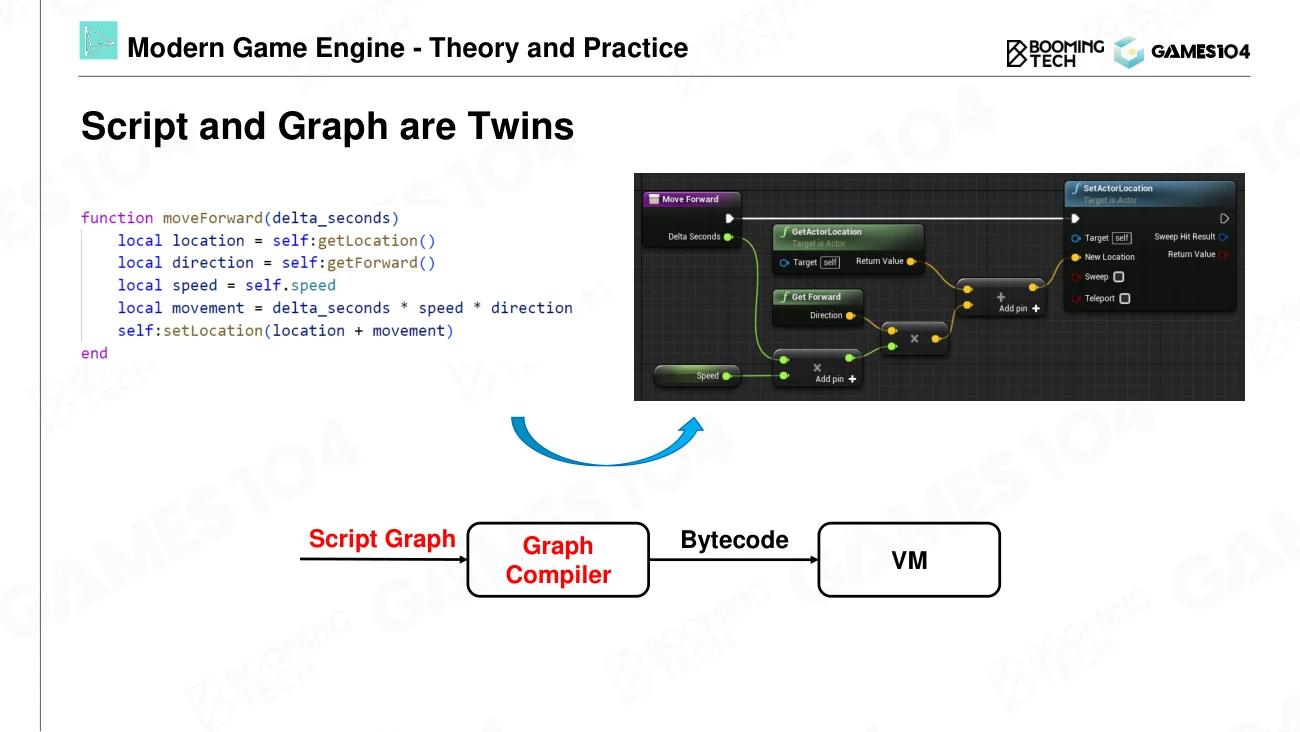 Modern Game Engine - Theory and Practice
BOOMING
TECH
GAMES104
Script and Graph are Twins
function moveForward(delta_seconds)
local location = self:getLocation()
local direction = self:getForward()
local speed = self.speed
local movement = delta_seconds * speed * direction
self:setLocation(location + movement)
end
Move Forward
Delta Seconds
f GetActorLocation
Target is Actor
Target self
Return Value
f Get Forward
Direction
Speed
×
Add pin +
×
+
Add pin +
f SetActorLocation
Target is Actor
Target self
Sweep Hit Result
New Location
Return Value
Sweep
Teleport
Script Graph
Graph
Compiler
Bytecode
VM